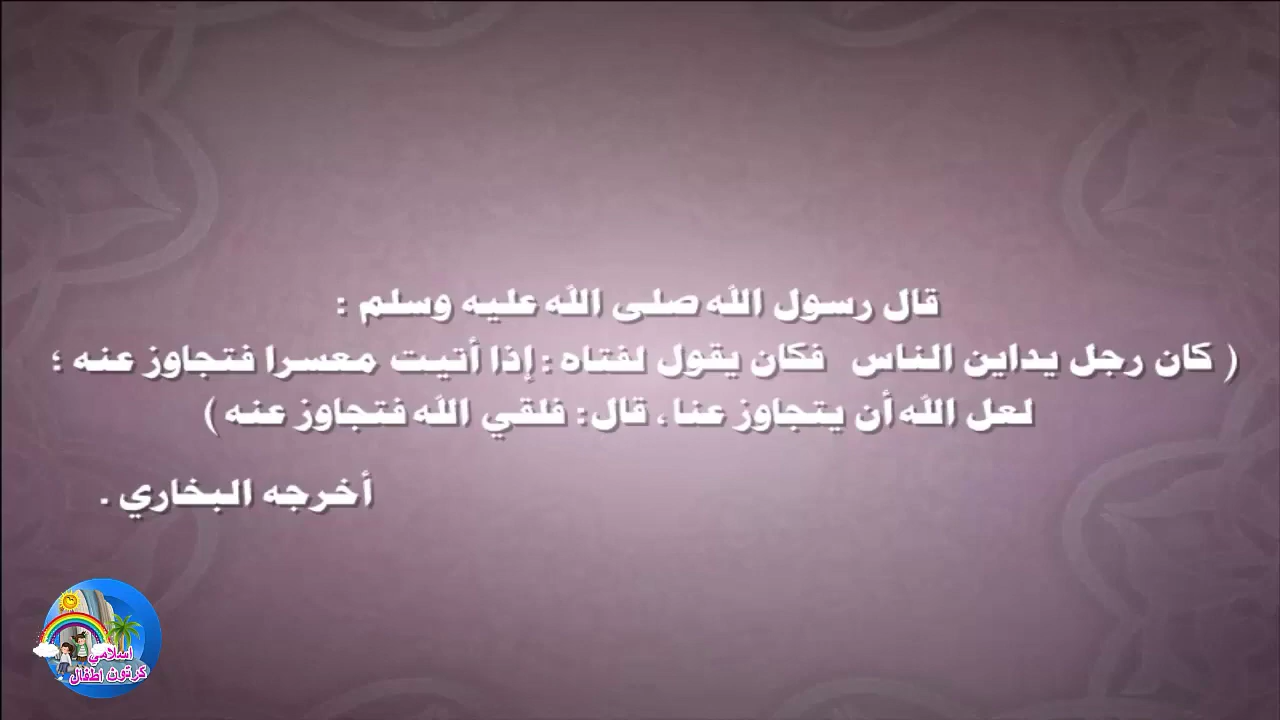 قال رسول الله صلى الله عليه وسلم :
( كان رجل يداين الناس فكان يقول لفتاه : إذا أتيت معسرا فتجاوز عنه ؛
لعل الله أن يتجاوز عنا ، قال : فلقي الله فتجاوز عنه )
أخرجه البخاري .
اسلامي
كرتون اطفال